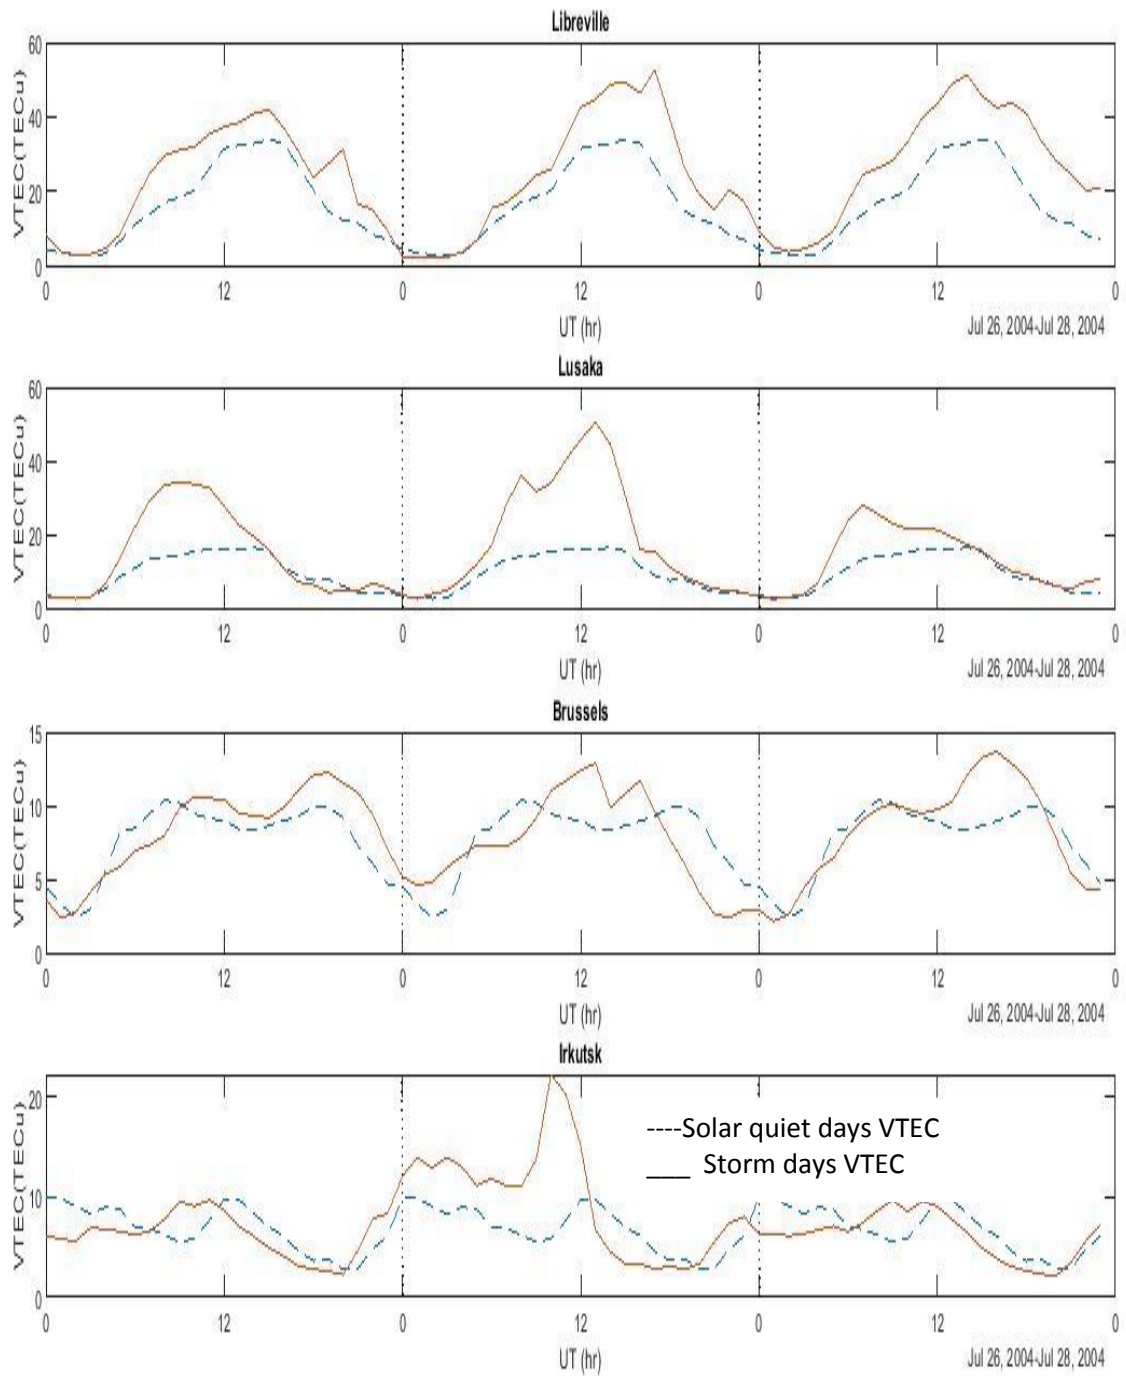 Libreville
VTEC(TECu)
60
40
20
0
0 12 0 12 0 12 0
UT (hr)
Jul 26, 2004-Jul 28, 2004
Lusaka
VTEC(TECu)
60
40
20
0
0 12 0 12 0 12 0
UT (hr)
Jul 26, 2004-Jul 28, 2004
Brussels
VTEC(TECu)
15
10
5
0
0 12 0 12 0 12 0
UT (hr)
Jul 26, 2004-Jul 28, 2004
Irkutsk
VTEC(TECu)
20
10
0
----Solar quiet days VTEC
___ Storm days VTEC
0 12 0 12 0 12 0
UT (hr)
Jul 26, 2004-Jul 28, 2004